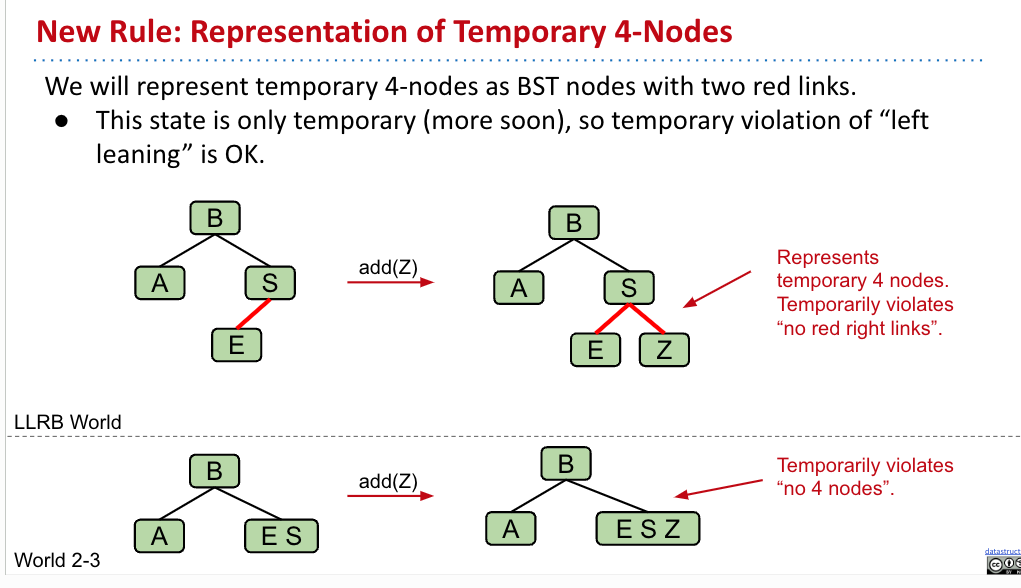 New Rule: Representation of Temporary 4-Nodes
We will represent temporary 4-nodes as BST nodes with two red links.
● This state is only temporary (more soon), so temporary violation of “left
leaning” is OK.
B
A S
E
add(Z)
B
A S
E Z
Represents
temporary 4 nodes.
Temporarily violates
“no red right links”.
LLRB World
B
A E S
add(Z)
B
A E S Z
Temporarily violates
“no 4 nodes”.
World 2-3
datastruct